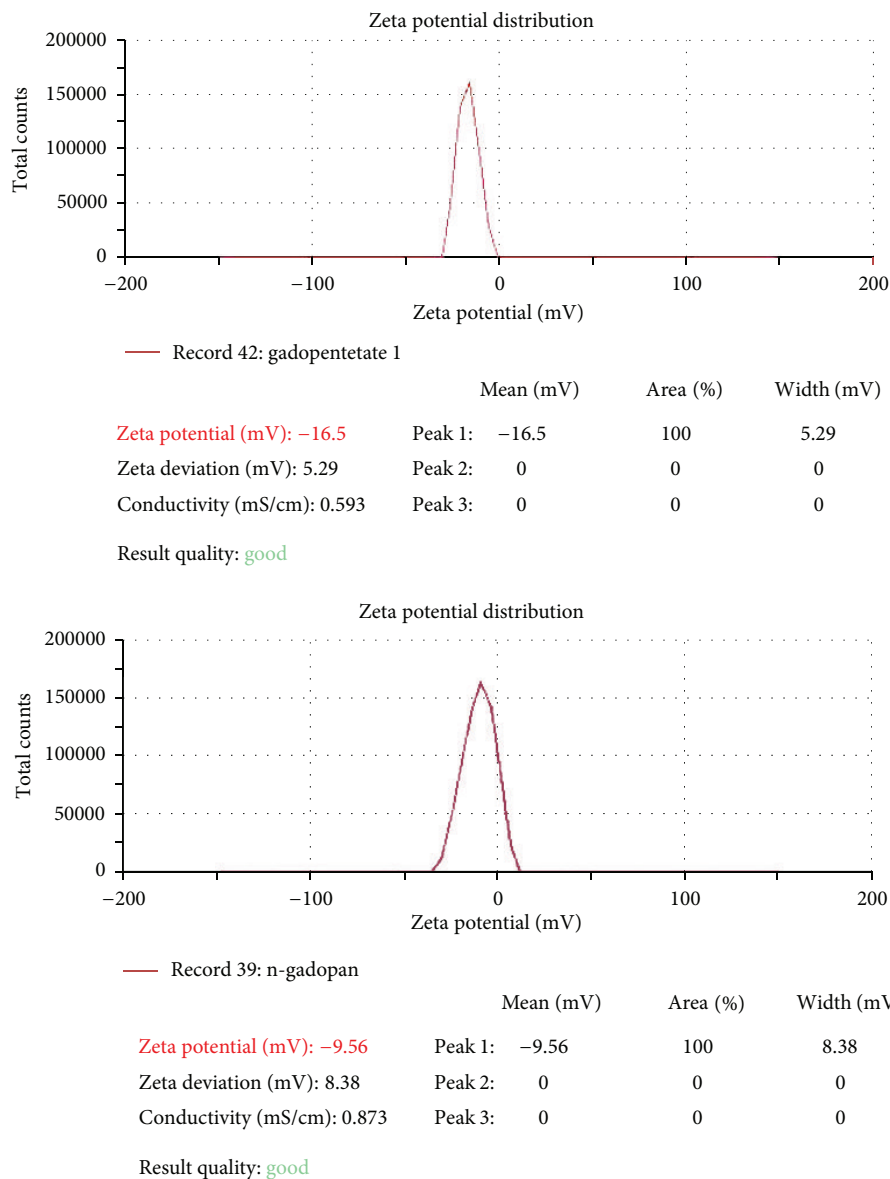 Zeta potential distribution
200000
150000
100000
50000
0
Total counts
−200
−100
0
100
200
Zeta potential (mV)
Record 42: gadopentetate 1
Mean (mV) Area (%) Width (mV)
Zeta potential (mV): −16.5 Peak 1: −16.5 100 5.29
Zeta deviation (mV): 5.29 Peak 2: 0 0 0
Conductivity (mS/cm): 0.593 Peak 3: 0 0 0
Result quality: good
Zeta potential distribution
200000
150000
100000
50000
0
Total counts
−200
−100
0
100
200
Zeta potential (mV)
Record 39: n-gadopan
Mean (mV) Area (%) Width (mV
Zeta potential (mV): −9.56 Peak 1: −9.56 100 8.38
Zeta deviation (mV): 8.38 Peak 2: 0 0 0
Conductivity (mS/cm): 0.873 Peak 3: 0 0 0
Result quality: good